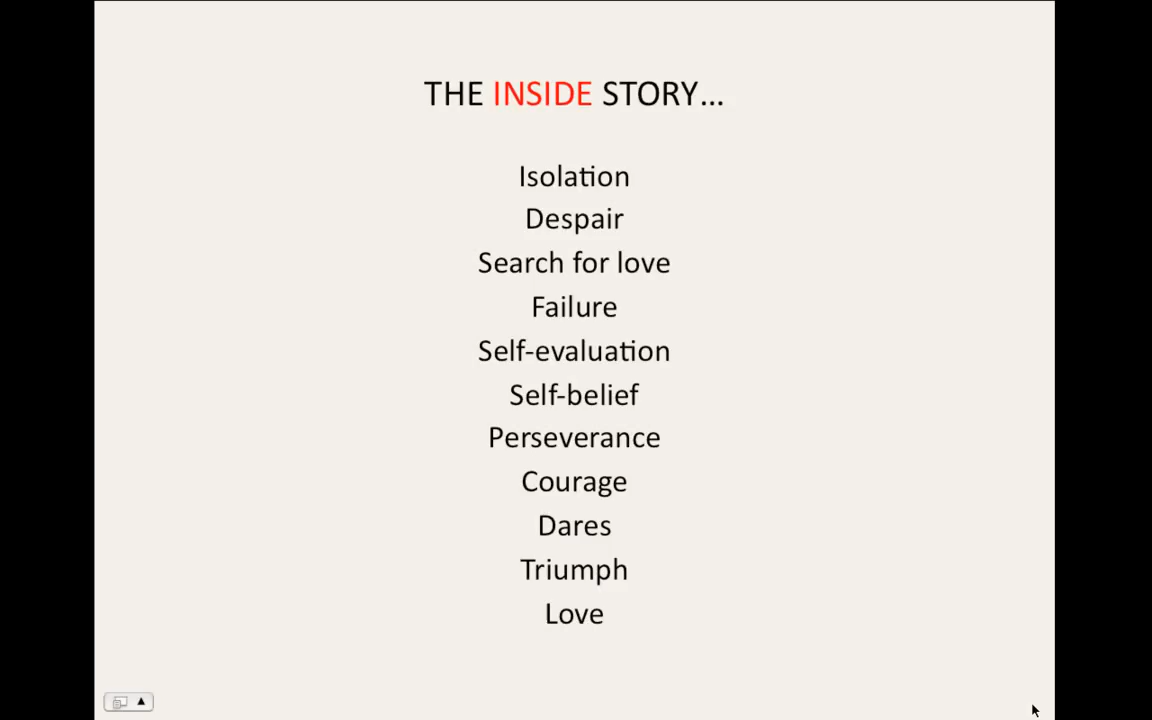 THE INSIDE STORY...
Isolation
Despair
Search for love
Failure
Self-evaluation
Self-belief
Perseverance
Courage
Dares
Triumph
Love